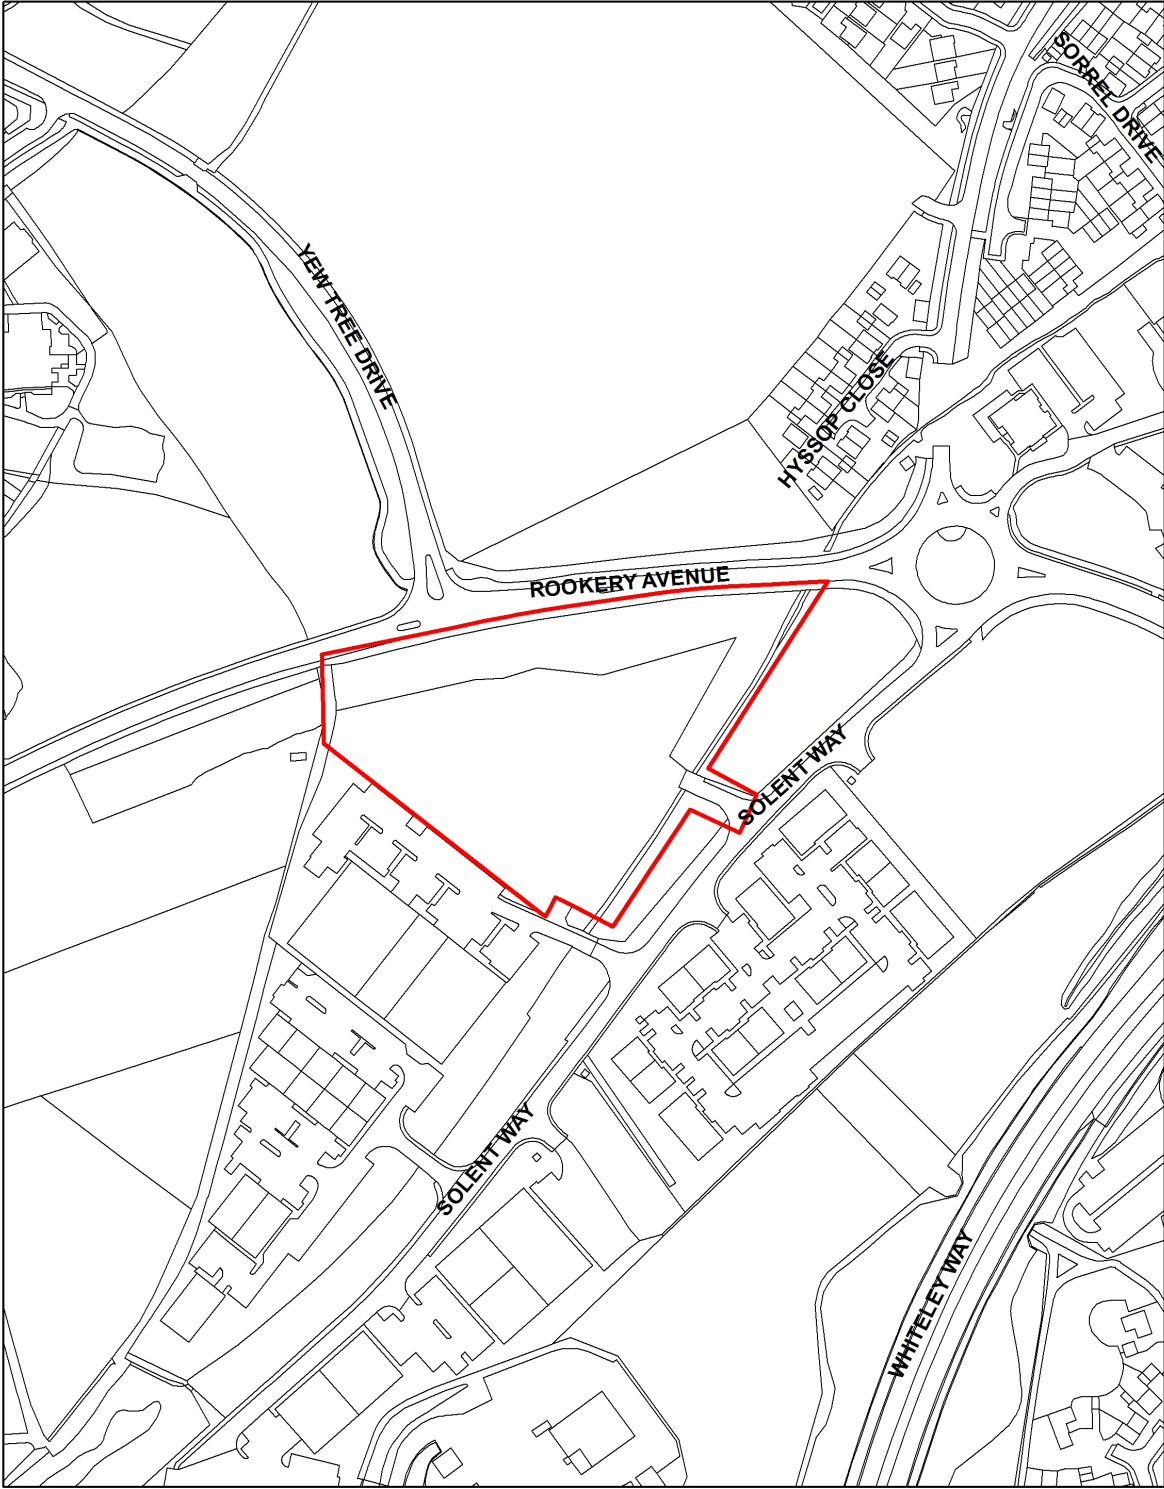 SORREL DRIVE
YEW TREE DRIVE
HYSSOP CLOSE
ROOKERY AVENUE
SOLENT WAY
SOLENT WAY
WHITELEY WAY